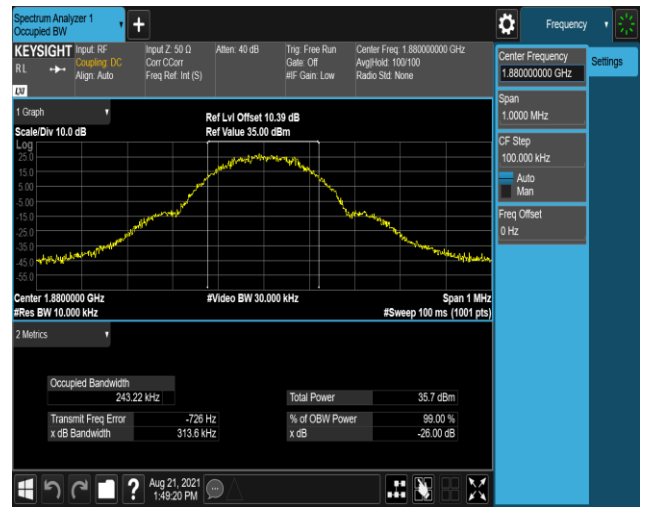 Spectrum Analyzer 1
Occupied BW
Frequency
KEYSIGHT
RL
LXI
Input: RF
Coupling: DC
Align: Auto
Input Z: 50 Ω
Corr CCorr
Freq Ref: Int (S)
Atten: 40 dB
Trig: Free Run
Gate: Off
#IF Gain: Low
Center Freq: 1.880000000 GHz
Avg|Hold: 100/100
Radio Std: None
Center Frequency
1.880000000 GHz
Settings
Span
1.0000 MHz
CF Step
100.000 kHz
Auto
Man
Freq Offset
0 Hz
1 Graph
Scale/Div 10.0 dB
Ref Lvl Offset 10.39 dB
Ref Value 35.00 dBm
Log
25.0
15.0
5.00
-5.00
-15.0
-25.0
-35.0
-45.0
-55.0
Center 1.8800000 GHz
#Video BW 30.000 kHz
Span 1 MHz
#Res BW 10.000 kHz
#Sweep 100 ms (1001 pts)
2 Metrics
Occupied Bandwidth
243.22 kHz
Total Power
35.7 dBm
Transmit Freq Error
-726 Hz
% of OBW Power
99.00 %
x dB Bandwidth
313.6 kHz
x dB
-26.00 dB
?
Aug 21, 2021
1:49:20 PM